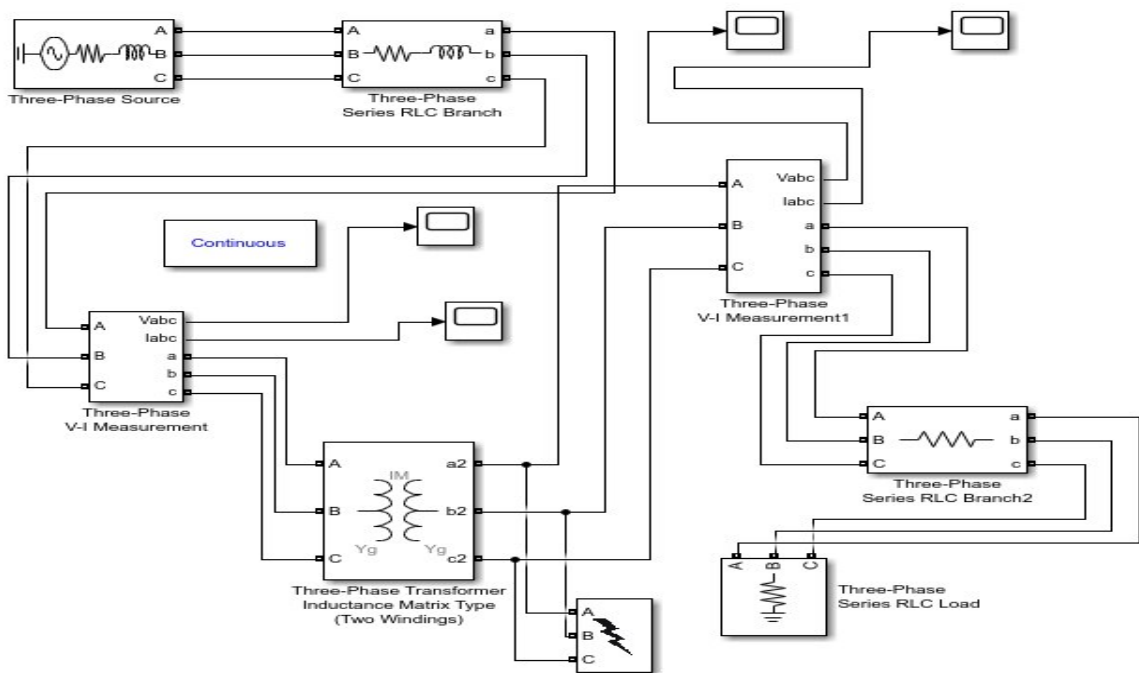 A
B
C
Three-Phase Source
A
B
C
a
b
c
Three-Phase
Series RLC Branch
Continuous
A
B
C
Vabc
Iabc
a
b
c
Three-Phase
V-I Measurement
A
B
C
Vabc
Iabc
a
b
c
Three-Phase
V-I Measurement1
A
B
C
IM
Yg
Yg
a2
b2
c2
Three-Phase Transformer
Inductance Matrix Type
(Two Windings)
A
B
C
A
B
C
a
b
c
Three-Phase
Series RLC Branch2
A
B
C
Three-Phase
Series RLC Load